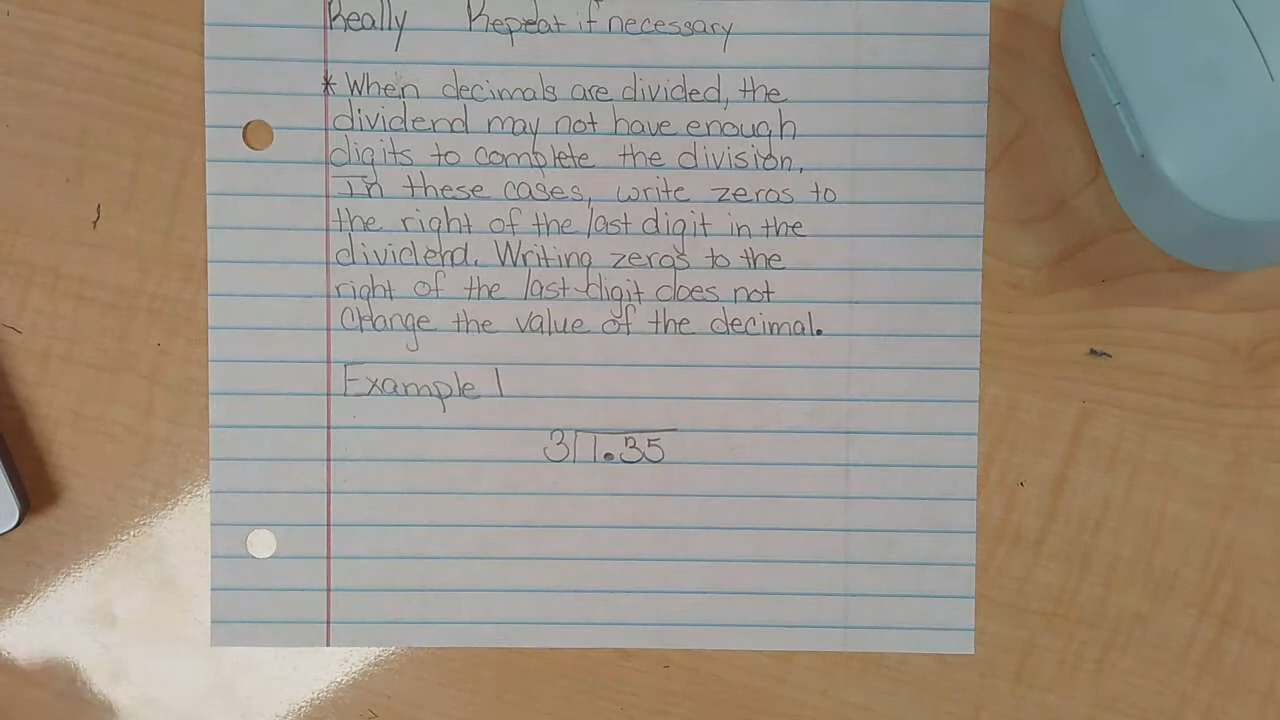 Really Repeat if necessary
* When decimals are divided, the
dividend may not have enough
digits to complete the division.
In these cases, write zeros to
the right of the last digit in the
dividend. Writing zeros to the
right of the last digit does not
change the value of the decimal.
Example 1
3⟌1.35